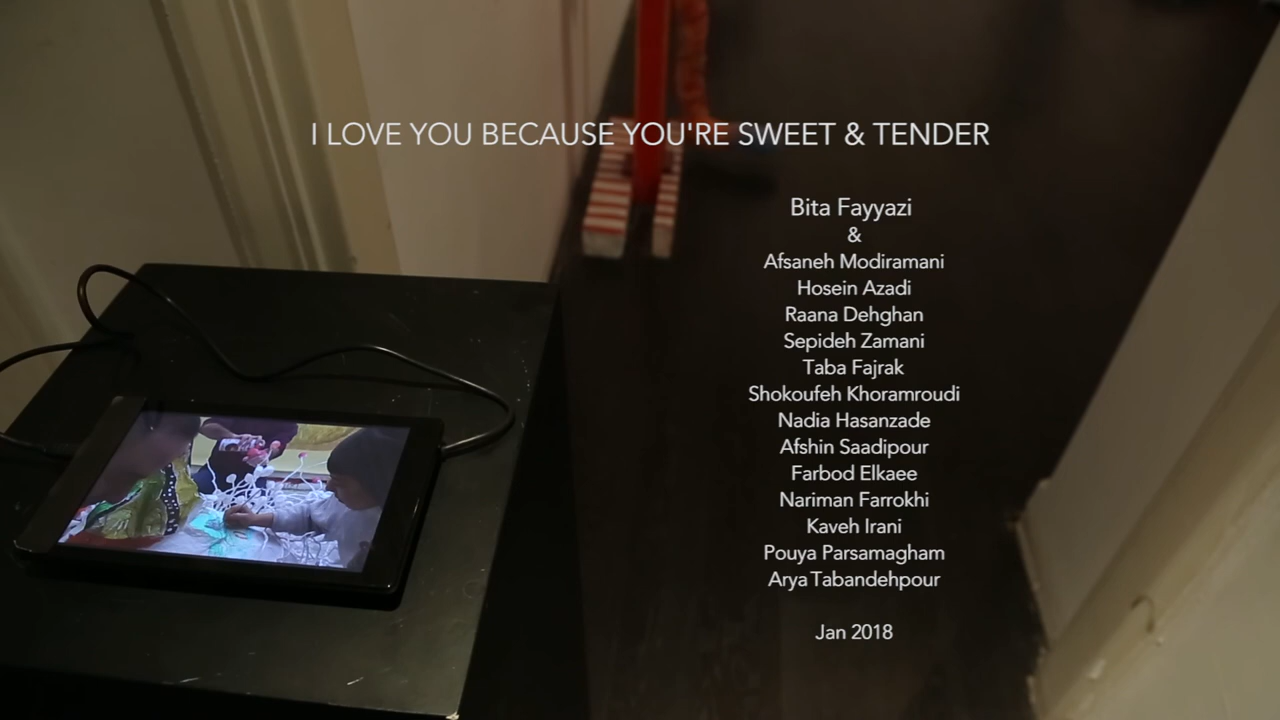 I LOVE YOU BECAUSE YOU'RE SWEET & TENDER
Bita Fayyazi
&
Afsaneh Modiramani
Hosein Azadi
Raana Dehghan
Sepideh Zamani
Taba Fajrak
Shokoufeh Khoramroudi
Nadia Hasanzade
Afshin Saadipour
Farbod Elkaee
Nariman Farrokhi
Kaveh Irani
Pouya Parsamagham
Arya Tabandehpour
Jan 2018